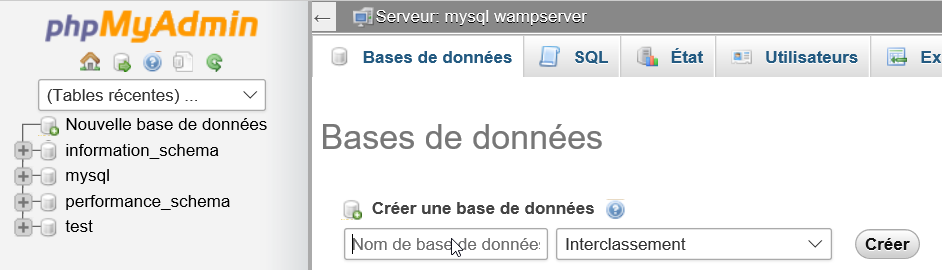 phpMyAdmin
(Tables récentes) ...
Nouvelle base de données
information_schema
mysql
performance_schema
test
Serveur: mysql wampserver
Bases de données
SQL
État
Utilisateurs
Ex
Bases de données
Créer une base de données
Nom de base de donnée
Interclassement
Créer